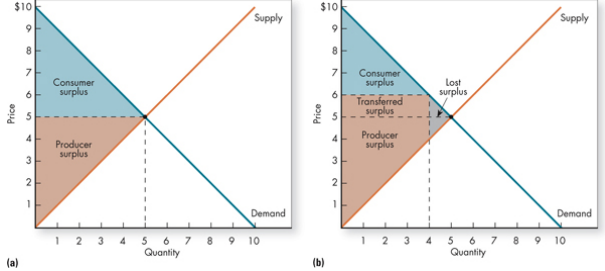 $10
9
8
7
6
5
4
3
2
1
Price
Consumer
surplus
Producer
surplus
Supply
Demand
1 2 3 4 5 6 7 8 9 10
Quantity
(a)
$10
9
8
7
6
5
4
3
2
1
Price
Consumer
surplus
Lost
surplus
Transferred
surplus
Producer
surplus
Supply
Demand
1 2 3 4 5 6 7 8 9 10
Quantity
(b)